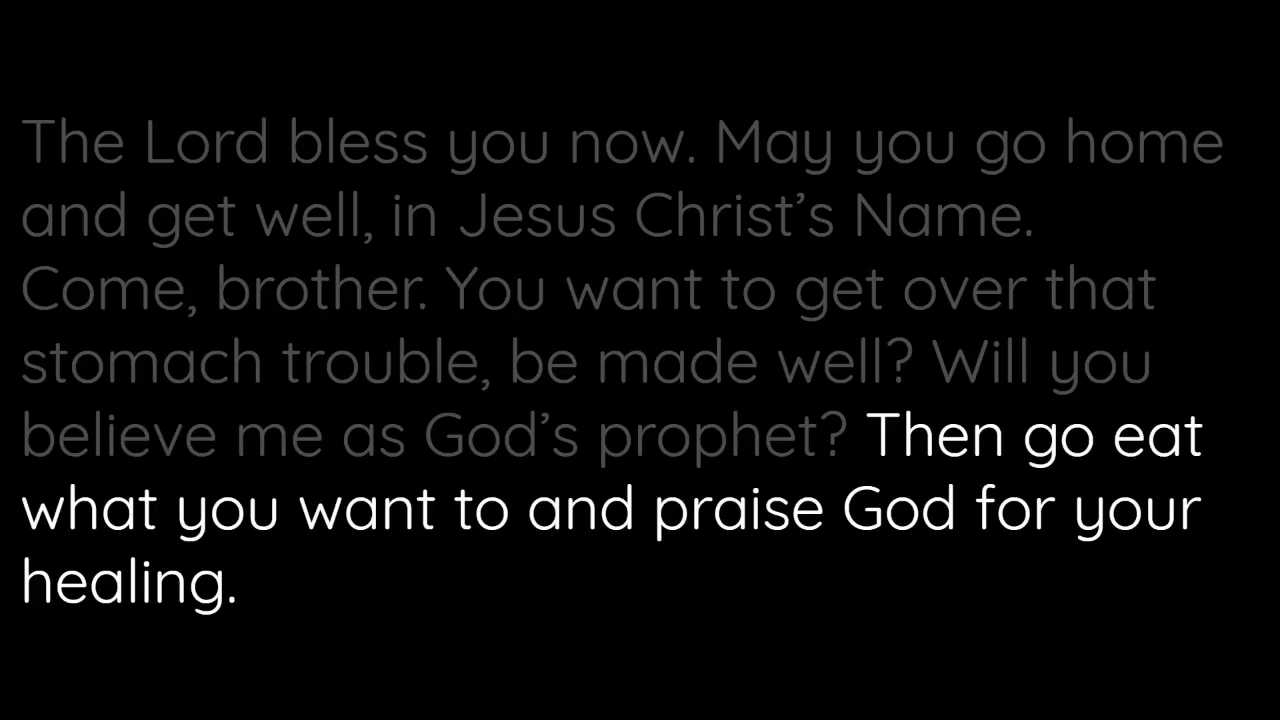 The Lord bless you now. May you go home
and get well, in Jesus Christ’s Name.
Come, brother. You want to get over that
stomach trouble, be made well? Will you
believe me as God’s prophet? Then go eat
what you want to and praise God for your
healing.